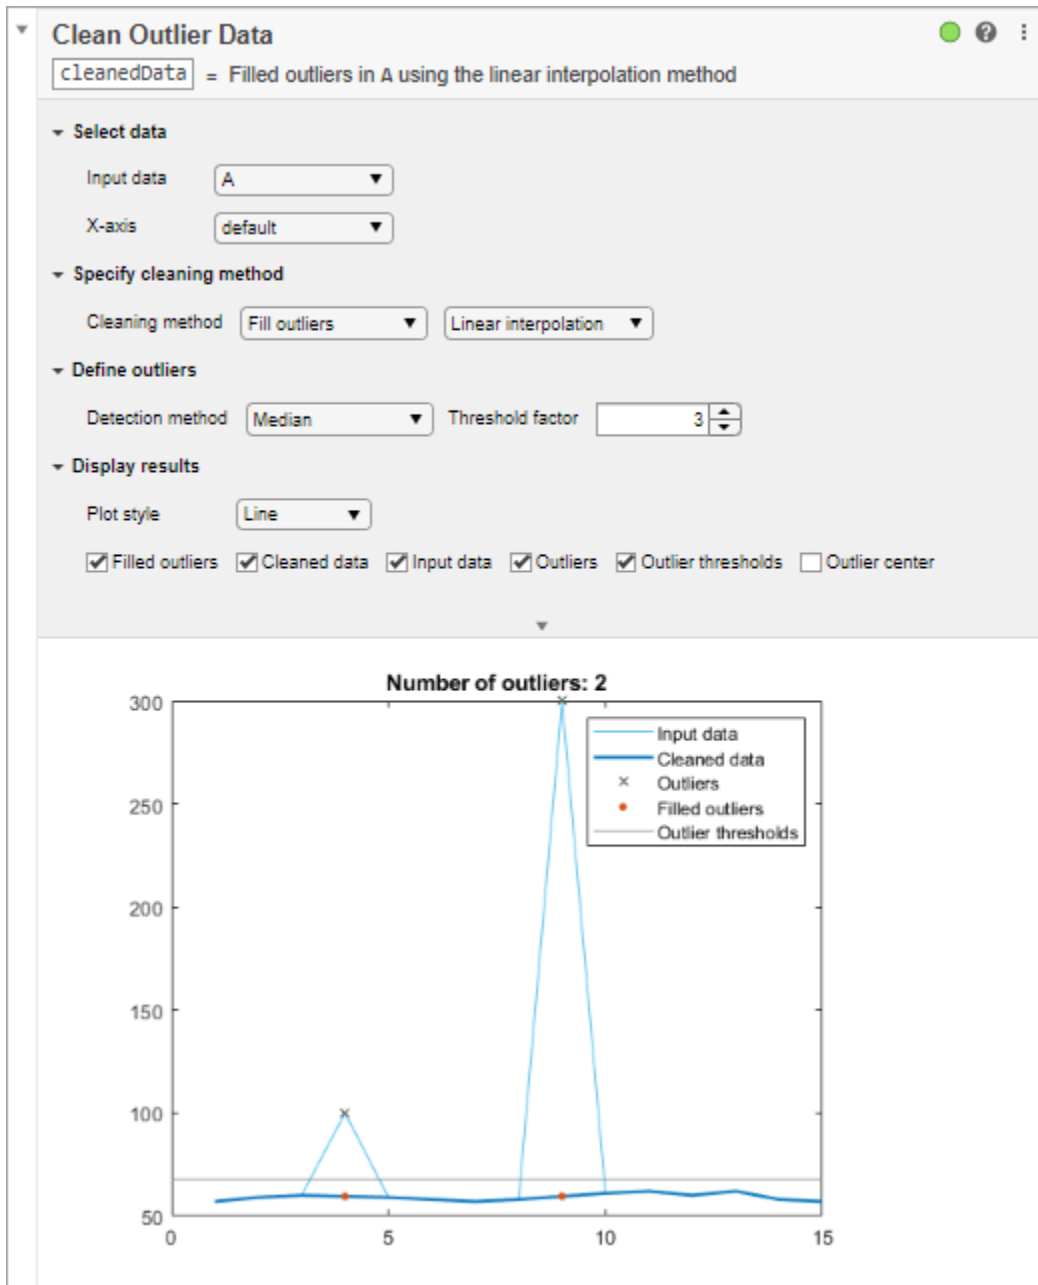 Clean Outlier Data
cleanedData = Filled outliers in A using the linear interpolation method
Select data
Input data A
X-axis default
Specify cleaning method
Cleaning method Fill outliers Linear interpolation
Define outliers
Detection method Median Threshold factor 3
Display results
Plot style Line
Filled outliers Cleaned data Input data Outliers Outlier thresholds Outlier center
Number of outliers: 2
300
250
200
150
100
50
0 5 10 15
Input data
Cleaned data
Outliers
Filled outliers
Outlier thresholds